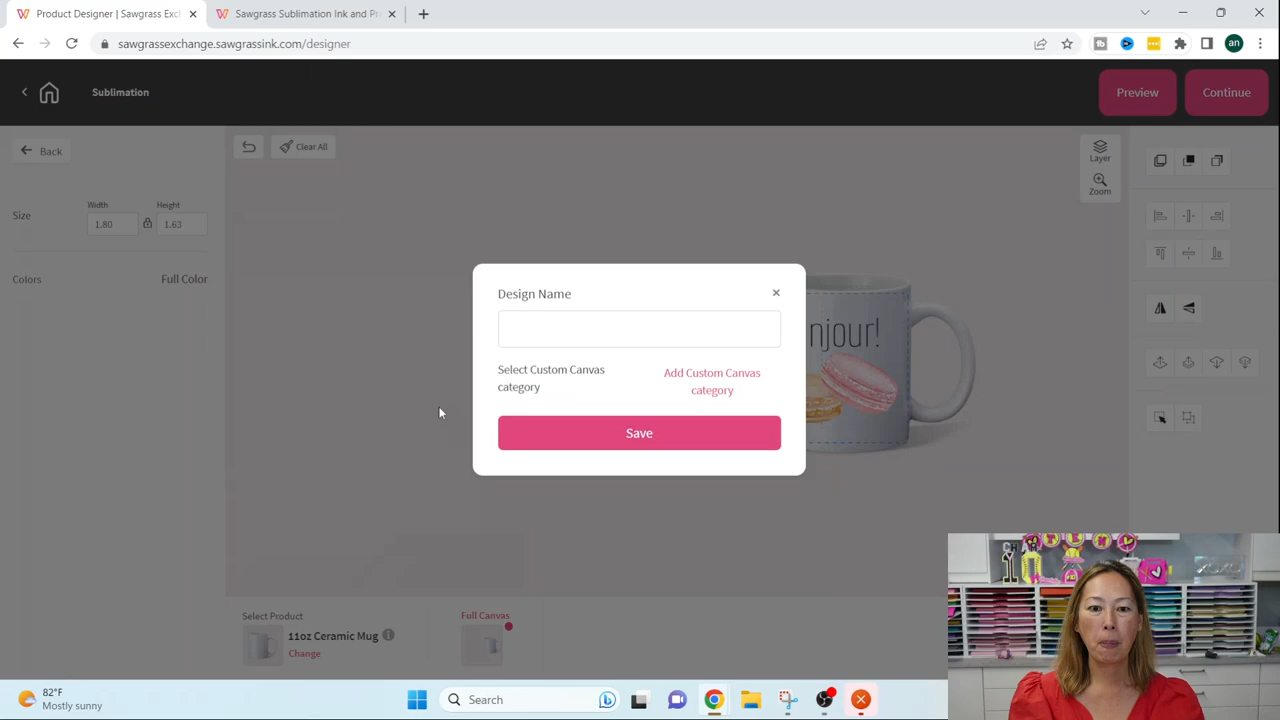 Product Designer | Sawgrass Exc
Sawgrass Sublimation Ink and Pr
sawgrassexchange.sawgrassink.com/designer
an
Sublimation
Preview
Continue
Back
Clear All
Layer
Zoom
Width
Height
Size
1.80
1.63
Colors
Full Color
Design Name
Select Custom Canvas
category
Add Custom Canvas
category
Save
njour!
Select Product
11oz Ceramic Mug
Change
Full Canvas
82°F
Mostly sunny
Search